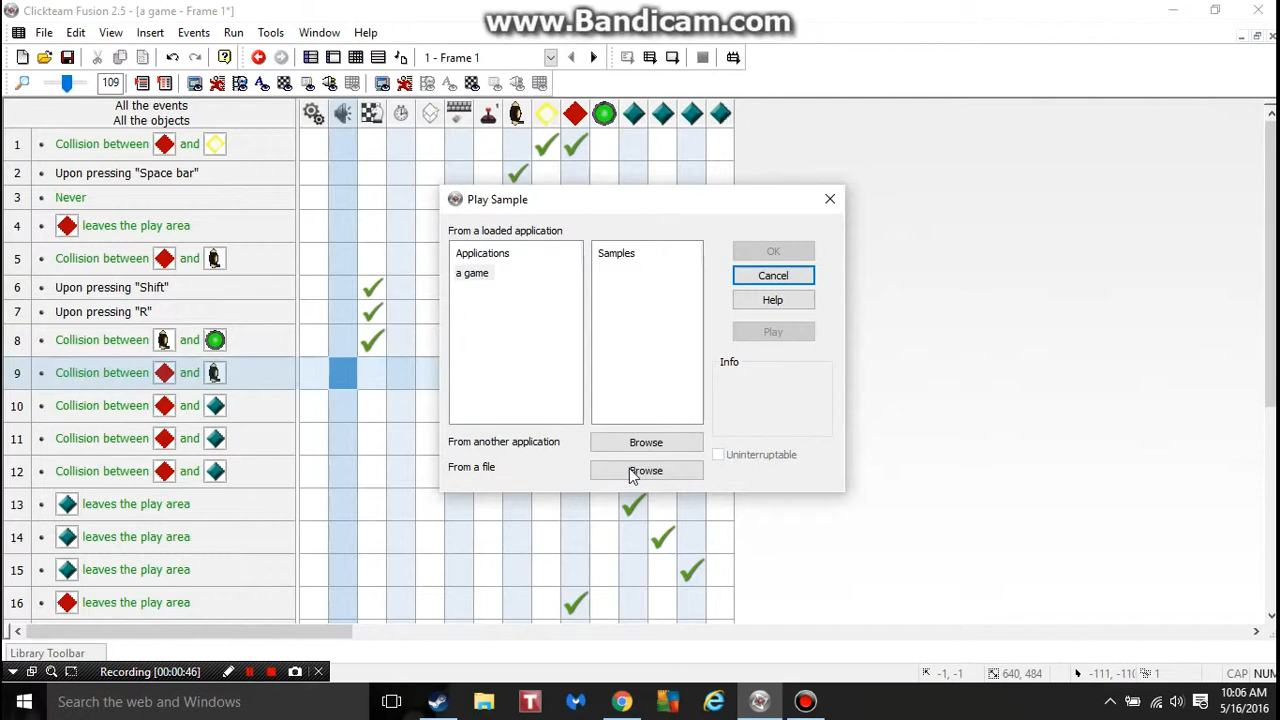 Clickteam Fusion 2.5 - [a game - Frame 1*]
www.Bandicam.com
File Edit View Insert Events Run Tools Window Help
1 - Frame 1
109
All the events
All the objects
1 • Collision between and
2 • Upon pressing "Space bar"
3 • Never
4 • leaves the play area
5 • Collision between and
6 • Upon pressing "Shift"
7 • Upon pressing "R"
8 • Collision between and
9 • Collision between and
10 • Collision between and
11 • Collision between and
12 • Collision between and
13 • leaves the play area
14 • leaves the play area
15 • leaves the play area
16 • leaves the play area
Play Sample
From a loaded application
Applications
a game
Samples
OK
Cancel
Help
Play
Info
From another application Browse
Uninterruptable
From a file Browse
Library Toolbar
Recording [00:00:46]
-1, -1 640, 484 -111, -110 1 CAP NUM
Search the web and Windows
10:06 AM
5/16/2016